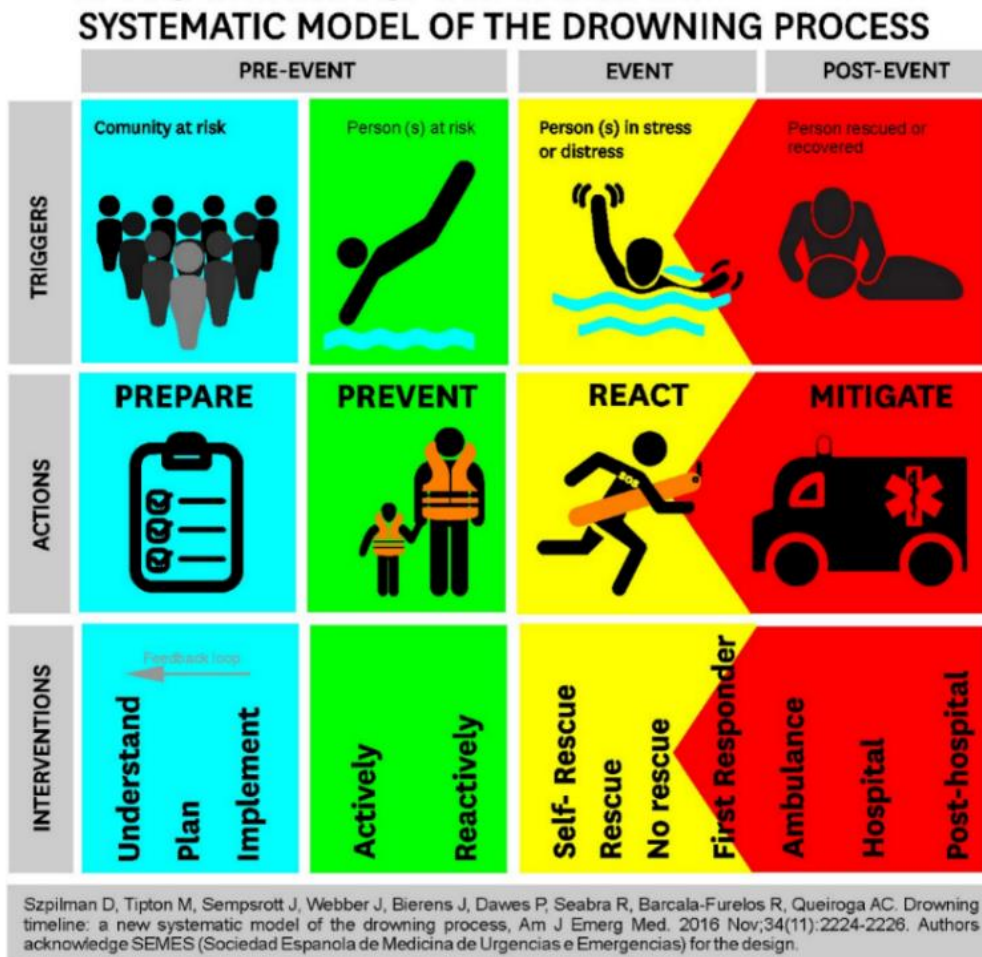 SYSTEMATIC MODEL OF THE DROWNING PROCESS
PRE-EVENT
EVENT
POST-EVENT
TRIGGERS
Comunity at risk
Person (s) at risk
Person (s) in stress
or distress
Person rescued or
recovered
ACTIONS
PREPARE
PREVENT
REACT
MITIGATE
SOS
INTERVENTIONS
Feedback loop
Understand
Plan
Implement
Actively
Reactively
Self- Rescue
Rescue
No rescue
First Responder
Ambulance
Hospital
Post-hospital
Szpilman D, Tipton M, Sempsrott J, Webber J, Bierens J, Dawes P, Seabra R, Barcala-Furelos R, Queiroga AC. Drowning
timeline: a new systematic model of the drowning process, Am J Emerg Med. 2016 Nov;34(11):2224-2226. Authors
acknowledge SEMES (Sociedad Espanola de Medicina de Urgencias e Emergencias) for the design.